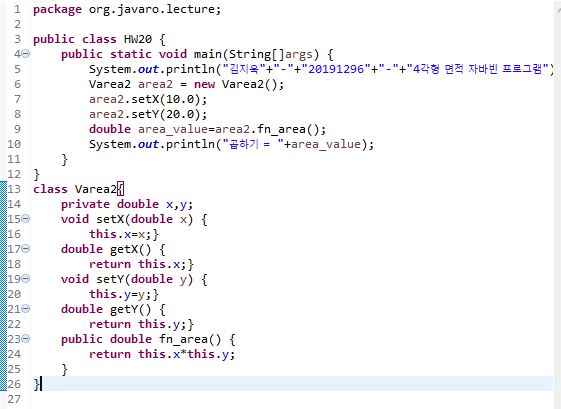 1 package org.javaro.lecture;
2
3 public class HW20 {
4 public static void main(String[]args) {
5 System.out.println("김지욱"+"-"+"20191296"+"-"+"4각형 면적 자바빈 프로그램")
6 Varea2 area2 = new Varea2();
7 area2.setX(10.0);
8 area2.setY(20.0);
9 double area_value=area2.fn_area();
10 System.out.println("곱하기 = "+area_value);
11 }
12 }
13 class Varea2{
14 private double x,y;
15 void setX(double x) {
16 this.x=x;}
17 double getX() {
18 return this.x;}
19 void setY(double y) {
20 this.y=y;}
21 double getY() {
22 return this.y;}
23 public double fn_area() {
24 return this.x*this.y;
25 }
26 }
27